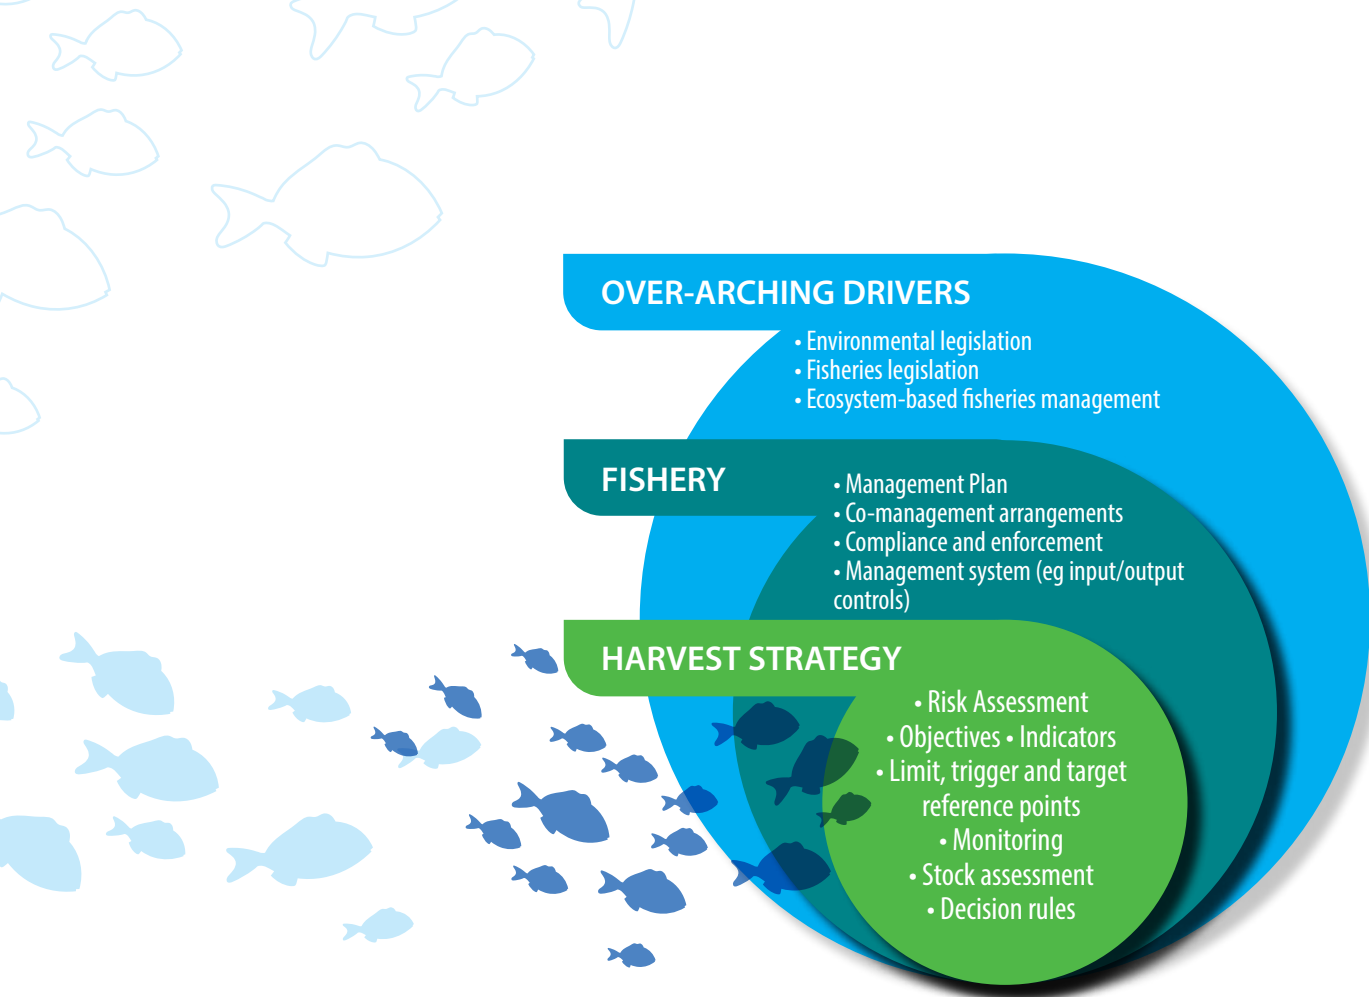 OVER-ARCHING DRIVERS
• Environmental legislation
• Fisheries legislation
• Ecosystem-based fisheries management
FISHERY
• Management Plan
• Co-management arrangements
• Compliance and enforcement
• Management system (eg input/output
controls)
HARVEST STRATEGY
• Risk Assessment
• Objectives • Indicators
• Limit, trigger and target
reference points
• Monitoring
• Stock assessment
• Decision rules